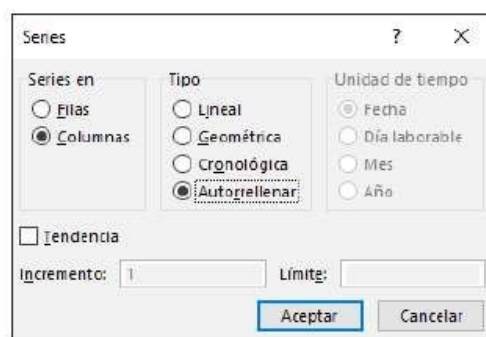 Series ? X
Series en
Filas
Columnas
Tipo
Lineal
Geométrica
Cronológica
Autorrellenar
Unidad de tiempo
Fecha
Día laborable
Mes
Año
Tendencia
Incremento: 1 Límite:
Aceptar Cancelar